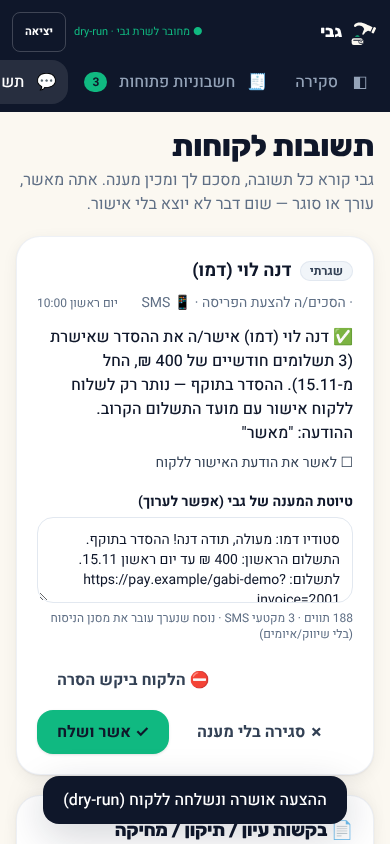 גבי
מחובר לשרת גבי · dry-run
יציאה
סקירה
חשבוניות פתוחות 3
תש
תשובות לקוחות
גבי קורא כל תשובה, מסכם לך ומכין מענה. אתה מאשר,
עורך או סוגר — שום דבר לא יוצא בלי אישור.
שגרתי דנה לוי (דמו)
· הסכים/ה להצעת הפריסה · 📱 SMS יום ראשון 10:00
✅ דנה לוי (דמו) אישר/ה את ההסדר שאישרת
(3 תשלומים חודשיים של 400 ₪, החל
מ-15.11). ההסדר בתוקף — נותר רק לשלוח
ללקוח אישור עם מועד התשלום הקרוב.
ההודעה: "מאשר"
☐ לאשר את הודעת האישור ללקוח
טיוטת המענה של גבי (אפשר לערוך)
סטודיו דמו: מעולה, תודה דנה! ההסדר בתוקף.
התשלום הראשון: 400 ₪ עד יום ראשון 15.11.
לתשלום: https://pay.example/gabi-demo?
invoice=2001
188 תווים · 3 מקטעי SMS · נוסח שנערך עובר את מסנן הניסוח
(בלי שיווק/איומים)
⛔ הלקוח ביקש הסרה
× סגירה בלי מענה
✓ אשר ושלח
ההצעה אושרה ונשלחה ללקוח (dry-run)
📄 בקשות עיון / תיקון / מחיקה